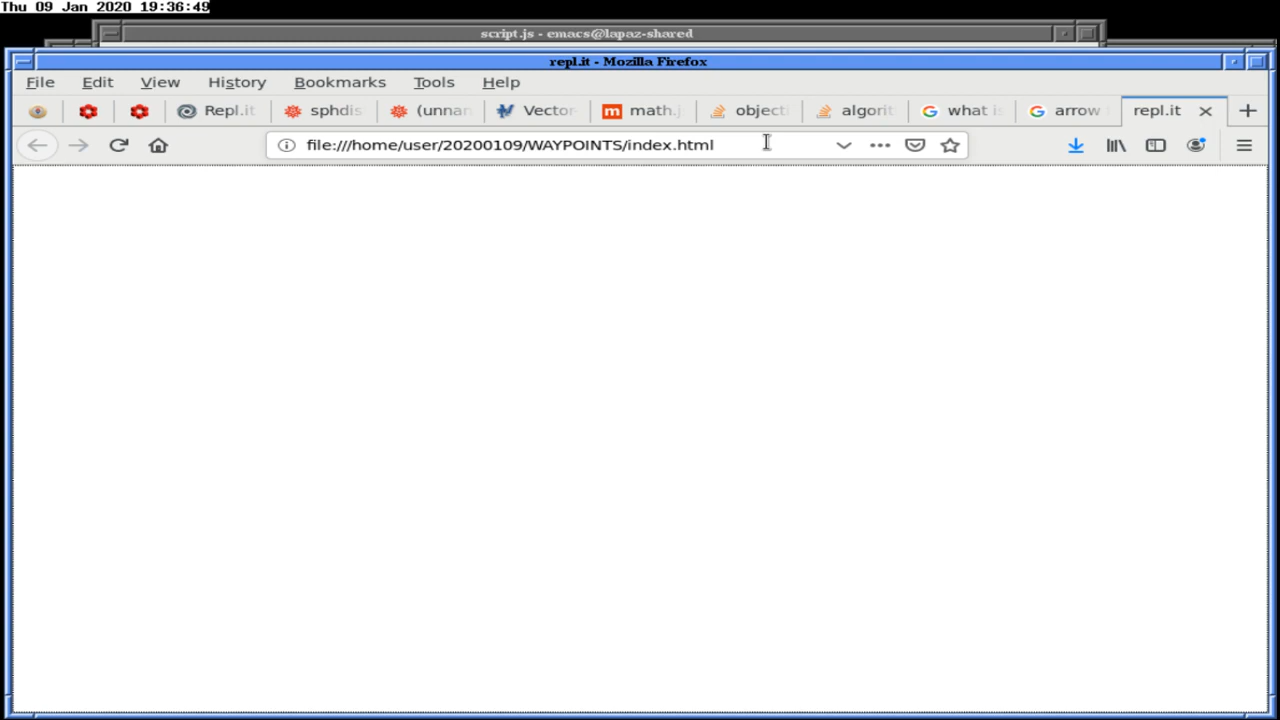 Thu 09 Jan 2020 19:36:49
script.js - emacs@lapaz-shared
repl.it - Mozilla Firefox
File Edit View History Bookmarks Tools Help
Repl.it sphdis (unnan Vector math.j object algorit what is arrow repl.it
file:///home/user/20200109/WAYPOINTS/index.html